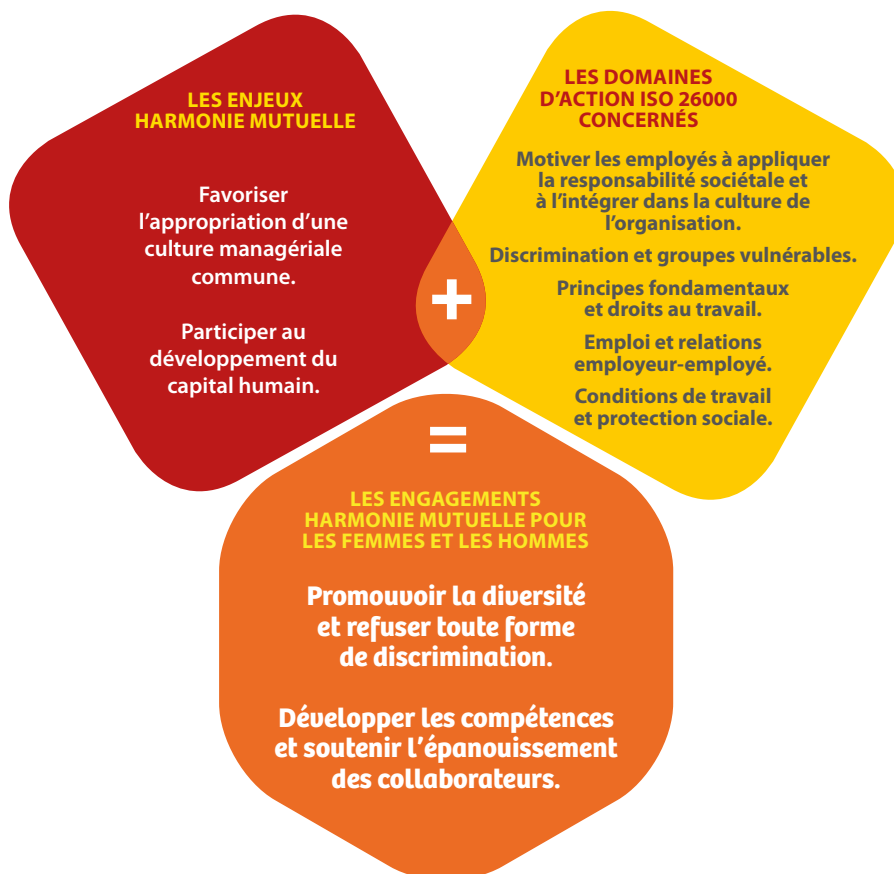 LES ENJEUX
HARMONIE MUTUELLE
Favoriser
l’appropriation d’une
culture managériale
commune.
Participer au
développement du
capital humain.
+
LES DOMAINES
D’ACTION ISO 26000
CONCERNÉS
Motiver les employés à appliquer
la responsabilité sociétale et
à l’intégrer dans la culture de
l’organisation.
Discrimination et groupes vulnérables.
Principes fondamentaux
et droits au travail.
Emploi et relations
employeur-employé.
Conditions de travail
et protection sociale.
=
LES ENGAGEMENTS
HARMONIE MUTUELLE POUR
LES FEMMES ET LES HOMMES
Promouvoir la diversité
et refuser toute forme
de discrimination.
Développer les compétences
et soutenir l’épanouissement
des collaborateurs.